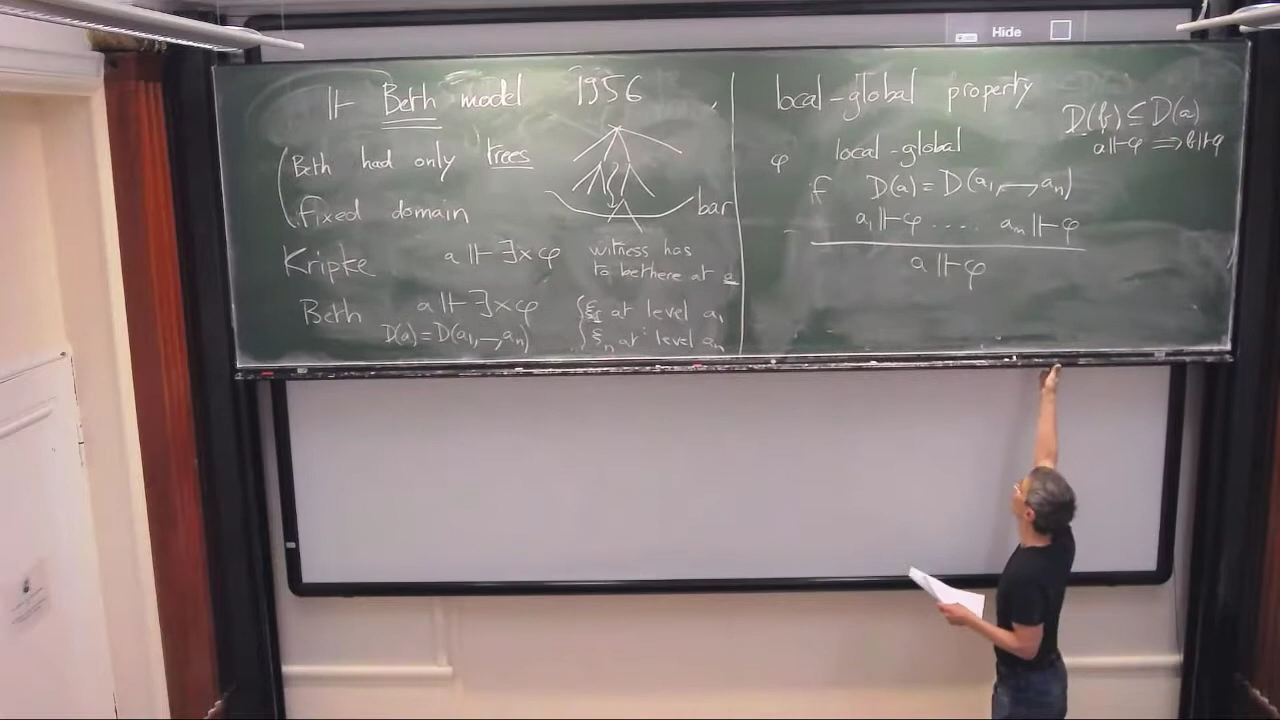 ⊩ Beth model 1956
Beth had only trees
fixed domain
bar
Kripke a ⊩ ∃x φ witness has
to be there at a
Beth a ⊩ ∃x φ ξ₁ at level a₁
D(a) = D(a₁, —, aₙ) ξₙ at level aₙ
local-global property
D(b) ⊆ D(a)
a ⊩ φ ⟹ b ⊩ φ
φ local-global
if D(a) = D(a₁, —, aₙ)
a₁ ⊩ φ .... aₙ ⊩ φ
a ⊩ φ
Hide